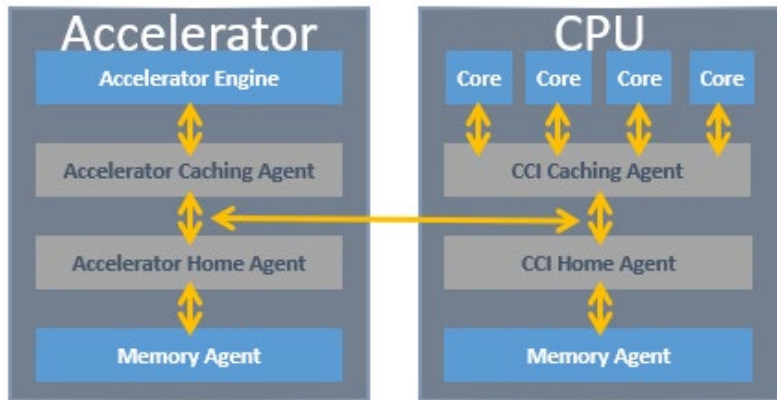 Accelerator
Accelerator Engine
Accelerator Caching Agent
Accelerator Home Agent
Memory Agent
CPU
Core Core Core Core
CCI Caching Agent
CCI Home Agent
Memory Agent